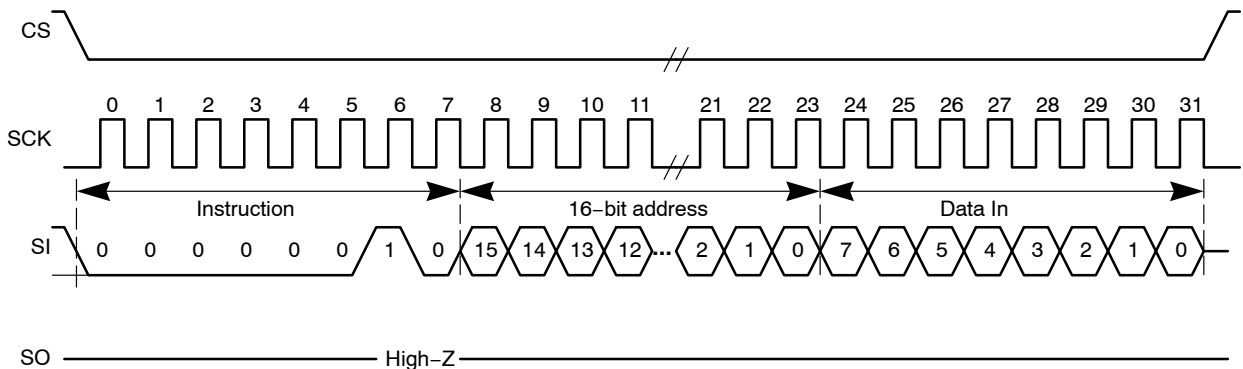 CS
0 1 2 3 4 5 6 7 8 9 10 11 21 22 23 24 25 26 27 28 29 30 31
SCK
Instruction 16−bit address Data In
SI 0 0 0 0 0 0 1 0 15 14 13 12 ... 2 1 0 7 6 5 4 3 2 1 0
SO High−Z